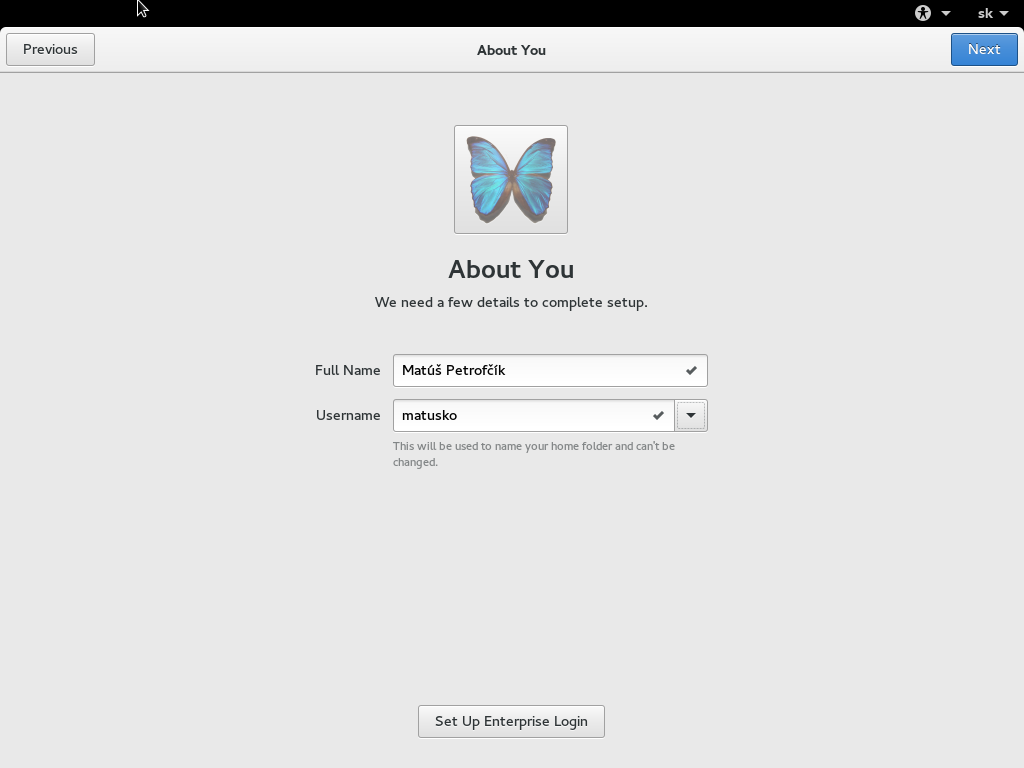 sk
Previous
About You
Next
About You
We need a few details to complete setup.
Full Name
Matúš Petrofčík
Username
matusko
This will be used to name your home folder and can't be
changed.
Set Up Enterprise Login